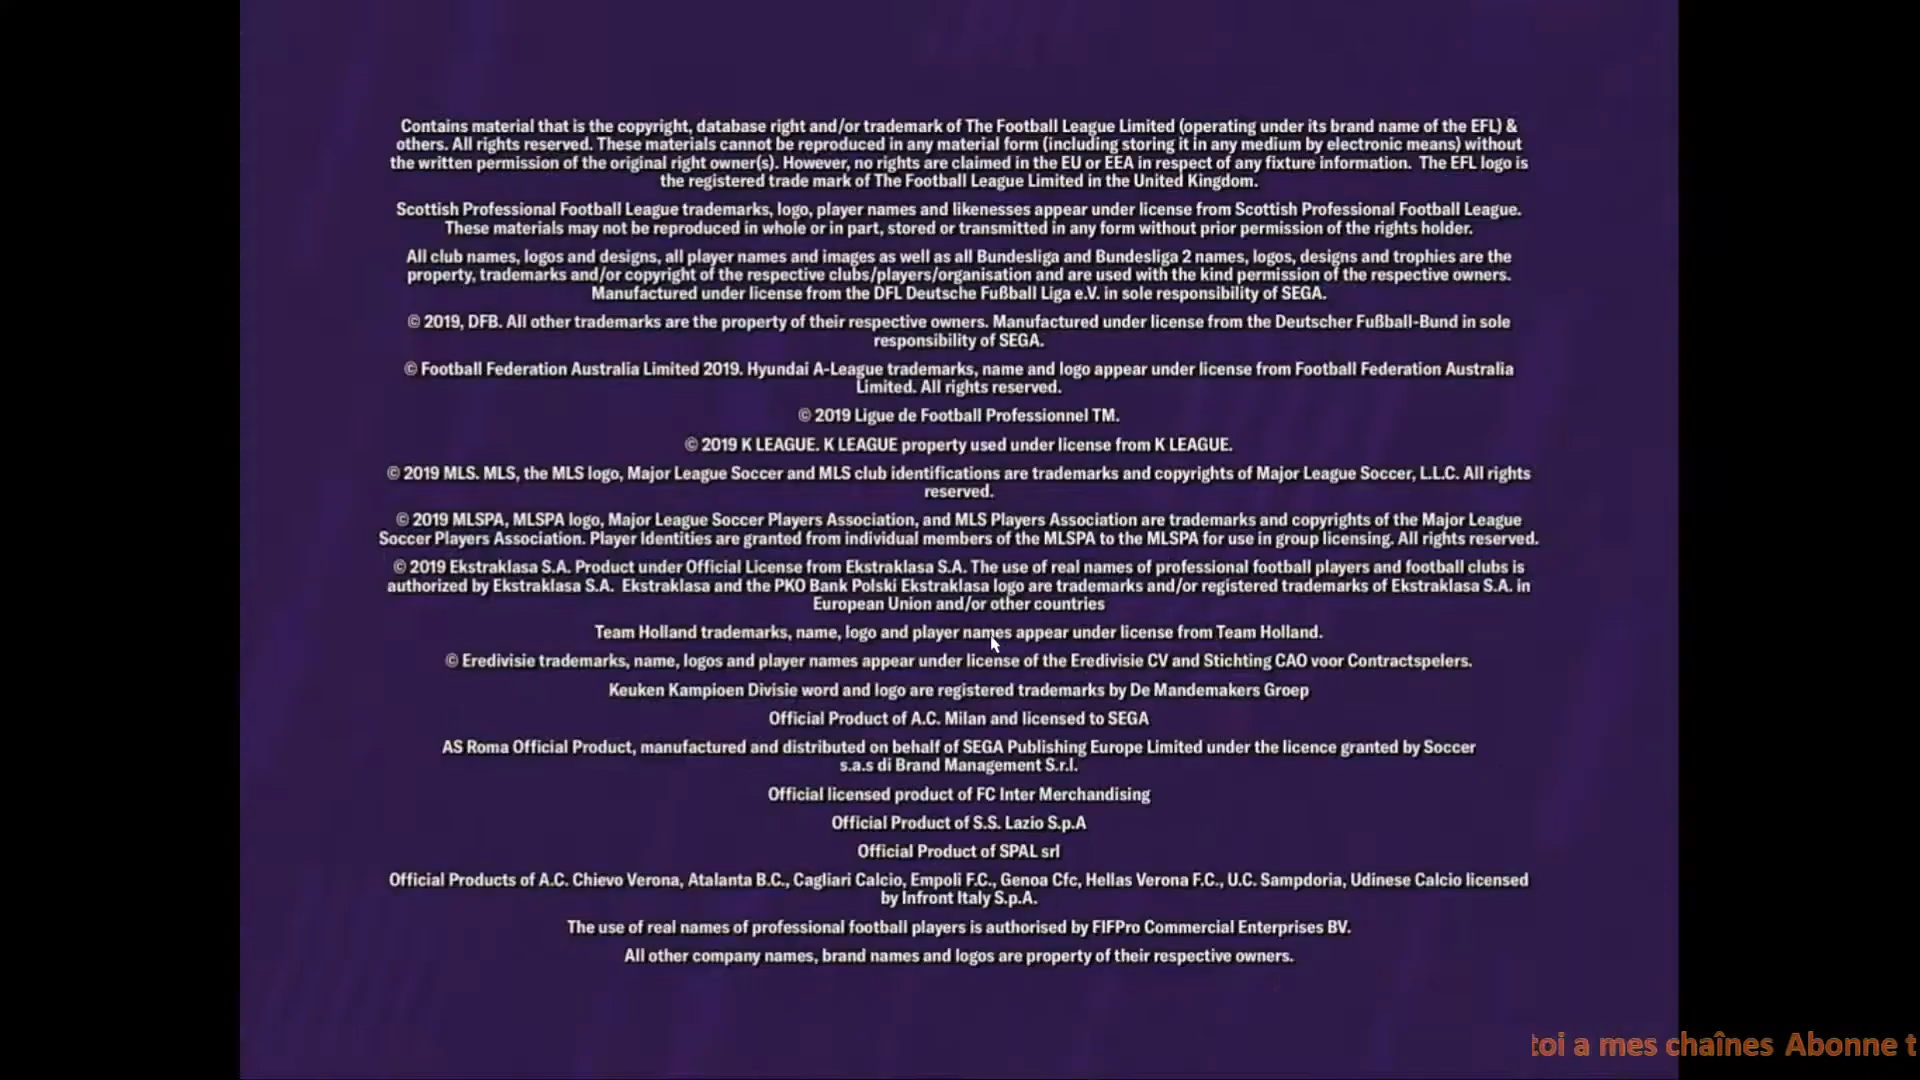 Contains material that is the copyright, database right and/or trademark of The Football League Limited (operating under its brand name of the EFL) &
others. All rights reserved. These materials cannot be reproduced in any material form (including storing it in any medium by electronic means) without
the written permission of the original right owner(s). However, no rights are claimed in the EU or EEA in respect of any fixture information.  The EFL logo is
the registered trade mark of The Football League Limited in the United Kingdom.
Scottish Professional Football League trademarks, logo, player names and likenesses appear under license from Scottish Professional Football League.
These materials may not be reproduced in whole or in part, stored or transmitted in any form without prior permission of the rights holder.
All club names, logos and designs, all player names and images as well as all Bundesliga and Bundesliga 2 names, logos, designs and trophies are the
property, trademarks and/or copyright of the respective clubs/players/organisation and are used with the kind permission of the respective owners.
Manufactured under license from the DFL Deutsche Fußball Liga e.V. in sole responsibility of SEGA.
© 2019, DFB. All other trademarks are the property of their respective owners. Manufactured under license from the Deutscher Fußball-Bund in sole
responsibility of SEGA.
© Football Federation Australia Limited 2019. Hyundai A-League trademarks, name and logo appear under license from Football Federation Australia
Limited. All rights reserved.
© 2019 Ligue de Football Professionnel TM.
© 2019 K LEAGUE. K LEAGUE property used under license from K LEAGUE.
© 2019 MLS. MLS, the MLS logo, Major League Soccer and MLS club identifications are trademarks and copyrights of Major League Soccer, L.L.C. All rights
reserved.
© 2019 MLSPA, MLSPA logo, Major League Soccer Players Association, and MLS Players Association are trademarks and copyrights of the Major League
Soccer Players Association. Player Identities are granted from individual members of the MLSPA to the MLSPA for use in group licensing. All rights reserved.
© 2019 Ekstraklasa S.A. Product under Official License from Ekstraklasa S.A. The use of real names of professional football players and football clubs is
authorized by Ekstraklasa S.A.  Ekstraklasa and the PKO Bank Polski Ekstraklasa logo are trademarks and/or registered trademarks of Ekstraklasa S.A. in
European Union and/or other countries
Team Holland trademarks, name, logo and player names appear under license from Team Holland.
© Eredivisie trademarks, name, logos and player names appear under license of the Eredivisie CV and Stichting CAO voor Contractspelers.
Keuken Kampioen Divisie word and logo are registered trademarks by De Mandemakers Groep
Official Product of A.C. Milan and licensed to SEGA
AS Roma Official Product, manufactured and distributed on behalf of SEGA Publishing Europe Limited under the licence granted by Soccer
s.a.s di Brand Management S.r.l.
Official licensed product of FC Inter Merchandising
Official Product of S.S. Lazio S.p.A
Official Product of SPAL srl
Official Products of A.C. Chievo Verona, Atalanta B.C., Cagliari Calcio, Empoli F.C., Genoa Cfc, Hellas Verona F.C., U.C. Sampdoria, Udinese Calcio licensed
by Infront Italy S.p.A.
The use of real names of professional football players is authorised by FIFPro Commercial Enterprises BV.
All other company names, brand names and logos are property of their respective owners.
toi a mes chaînes Abonne t